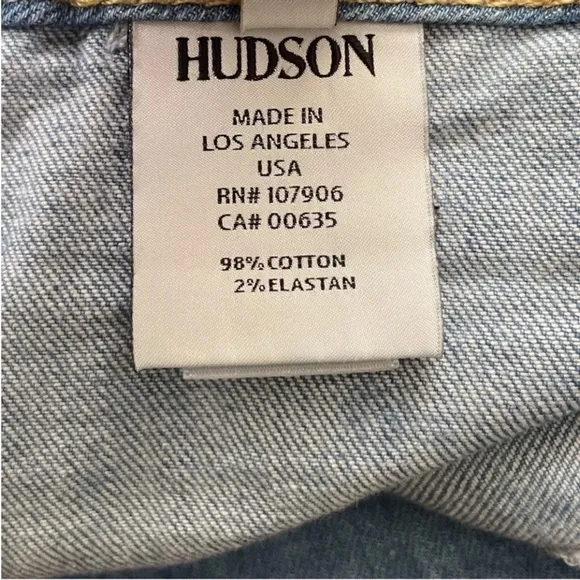 HUDSON
MADE IN
LOS ANGELES
USA
RN# 107906
CA# 00635
98% COTTON
2% ELASTAN